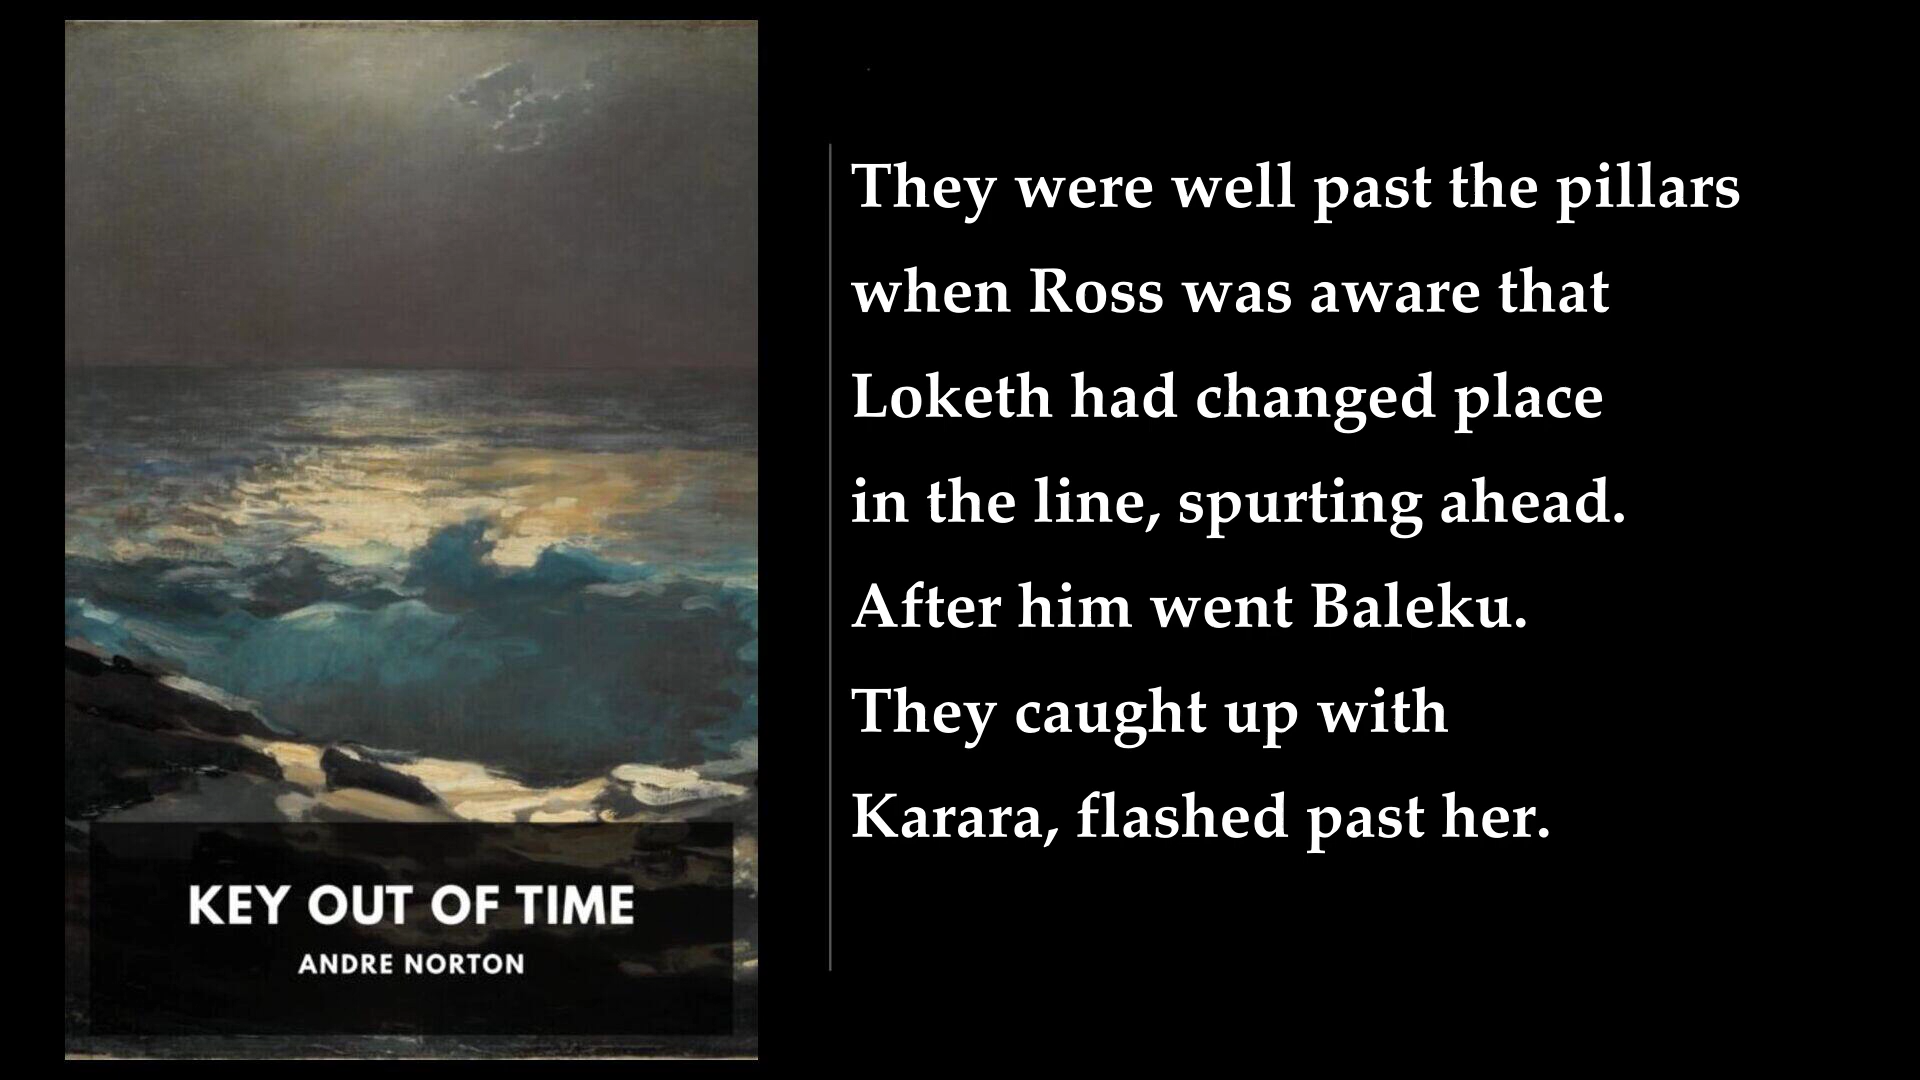 KEY OUT OF TIME
ANDRE NORTON
They were well past the pillars
when Ross was aware that
Loketh had changed place
in the line, spurting ahead.
After him went Baleku.
They caught up with
Karara, flashed past her.